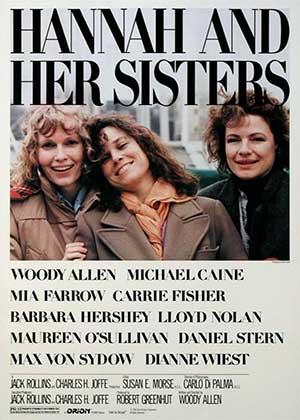 HANNAH AND
HER SISTERS
WOODY ALLEN MICHAEL CAINE
MIA FARROW CARRIE FISHER
BARBARA HERSHEY LLOYD NOLAN
MAUREEN O'SULLIVAN DANIEL STERN
MAX VON SYDOW DIANNE WIEST
JACK ROLLINS CHARLES H. JOFFE SUSAN E. MORSE CARLO DI PALMA
JACK ROLLINS CHARLES H. JOFFE ROBERT GREENHUT WOODY ALLEN
ORION